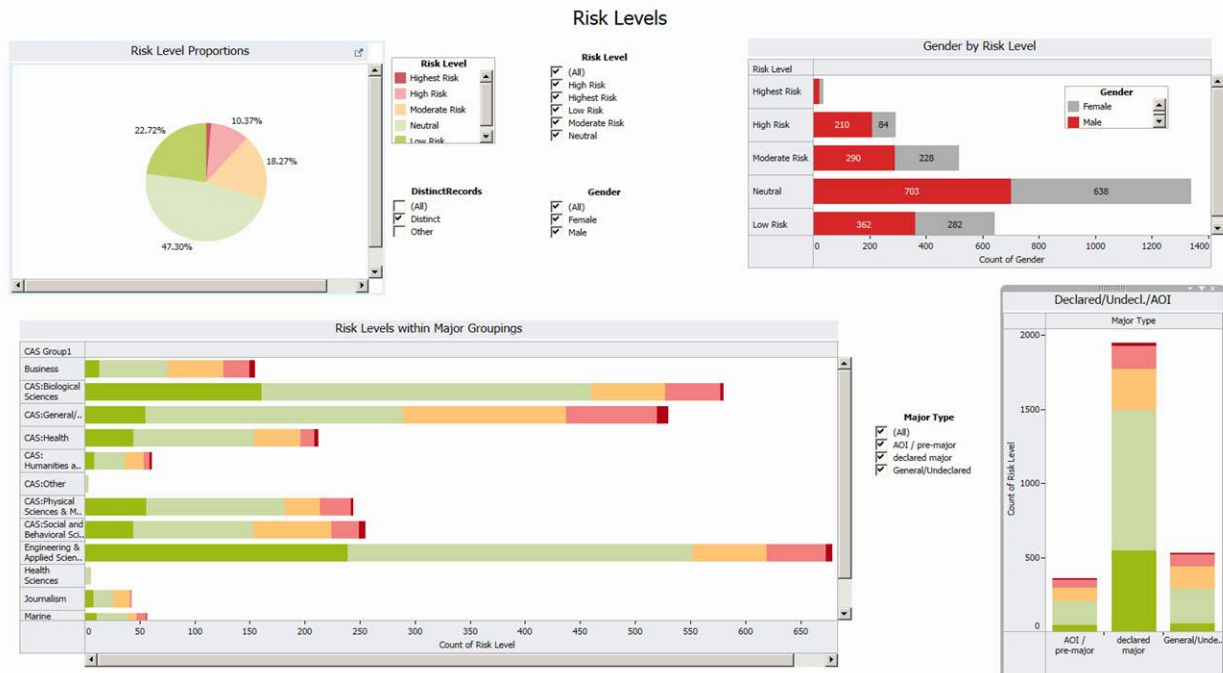 Risk Levels
Risk Level Proportions
22.72%
10.37%
18.27%
47.30%
Risk Level
Highest Risk
High Risk
Moderate Risk
Neutral
Low Risk
Risk Level
(All)
High Risk
Highest Risk
Low Risk
Moderate Risk
Neutral
DistinctRecords
(All)
Distinct
Other
Gender
(All)
Female
Male
Gender by Risk Level
Risk Level
Highest Risk
High Risk
210
84
Moderate Risk
290
228
Neutral
703
638
Low Risk
362
282
0 200 400 600 800 1000 1200 1400
Count of Gender
Gender
Female
Male
Risk Levels within Major Groupings
CAS Group1
Business
CAS:Biological
Sciences
CAS:General/..
CAS:Health
CAS:
Humanities a..
CAS:Other
CAS:Physical
Sciences & M..
CAS:Social and
Behavioral Sci..
Engineering &
Applied Scien..
Health
Sciences
Journalism
Marine
0 50 100 150 200 250 300 350 400 450 500 550 600 650
Count of Risk Level
Major Type
(All)
AOI / pre-major
declared major
General/Undeclared
Declared/Undecl./AOI
Major Type
2000
1500
1000
500
0
Count of Risk Level
AOI /
pre-major
declared
major
General/Unde..